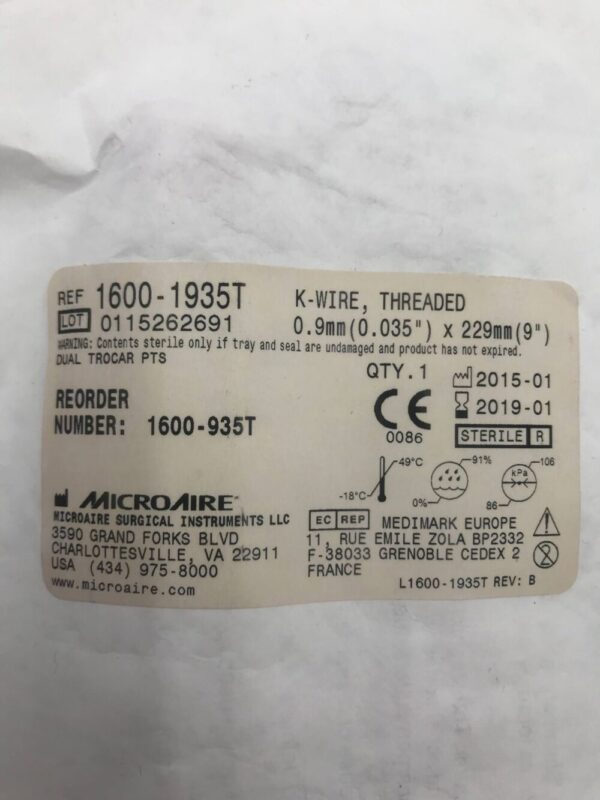 REF 1600-1935T
LOT 0115262691
K-WIRE, THREADED
0.9mm(0.035") x 229mm(9")
WARNING: Contents sterile only if tray and seal are undamaged and product has not expired.
DUAL TROCAR PTS
QTY.1
2015-01
2019-01
REORDER
NUMBER: 1600-935T
CE
0086
STERILE R
-18°C
49°C
0%
91%
kPa
86
106
MICROAIRE
MICROAIRE SURGICAL INSTRUMENTS LLC
3590 GRAND FORKS BLVD
CHARLOTTESVILLE, VA 22911
USA (434) 975-8000
www.microaire.com
EC REP MEDIMARK EUROPE
11, RUE EMILE ZOLA BP2332
F-38033 GRENOBLE CEDEX 2
FRANCE
2
L1600-1935T REV: B